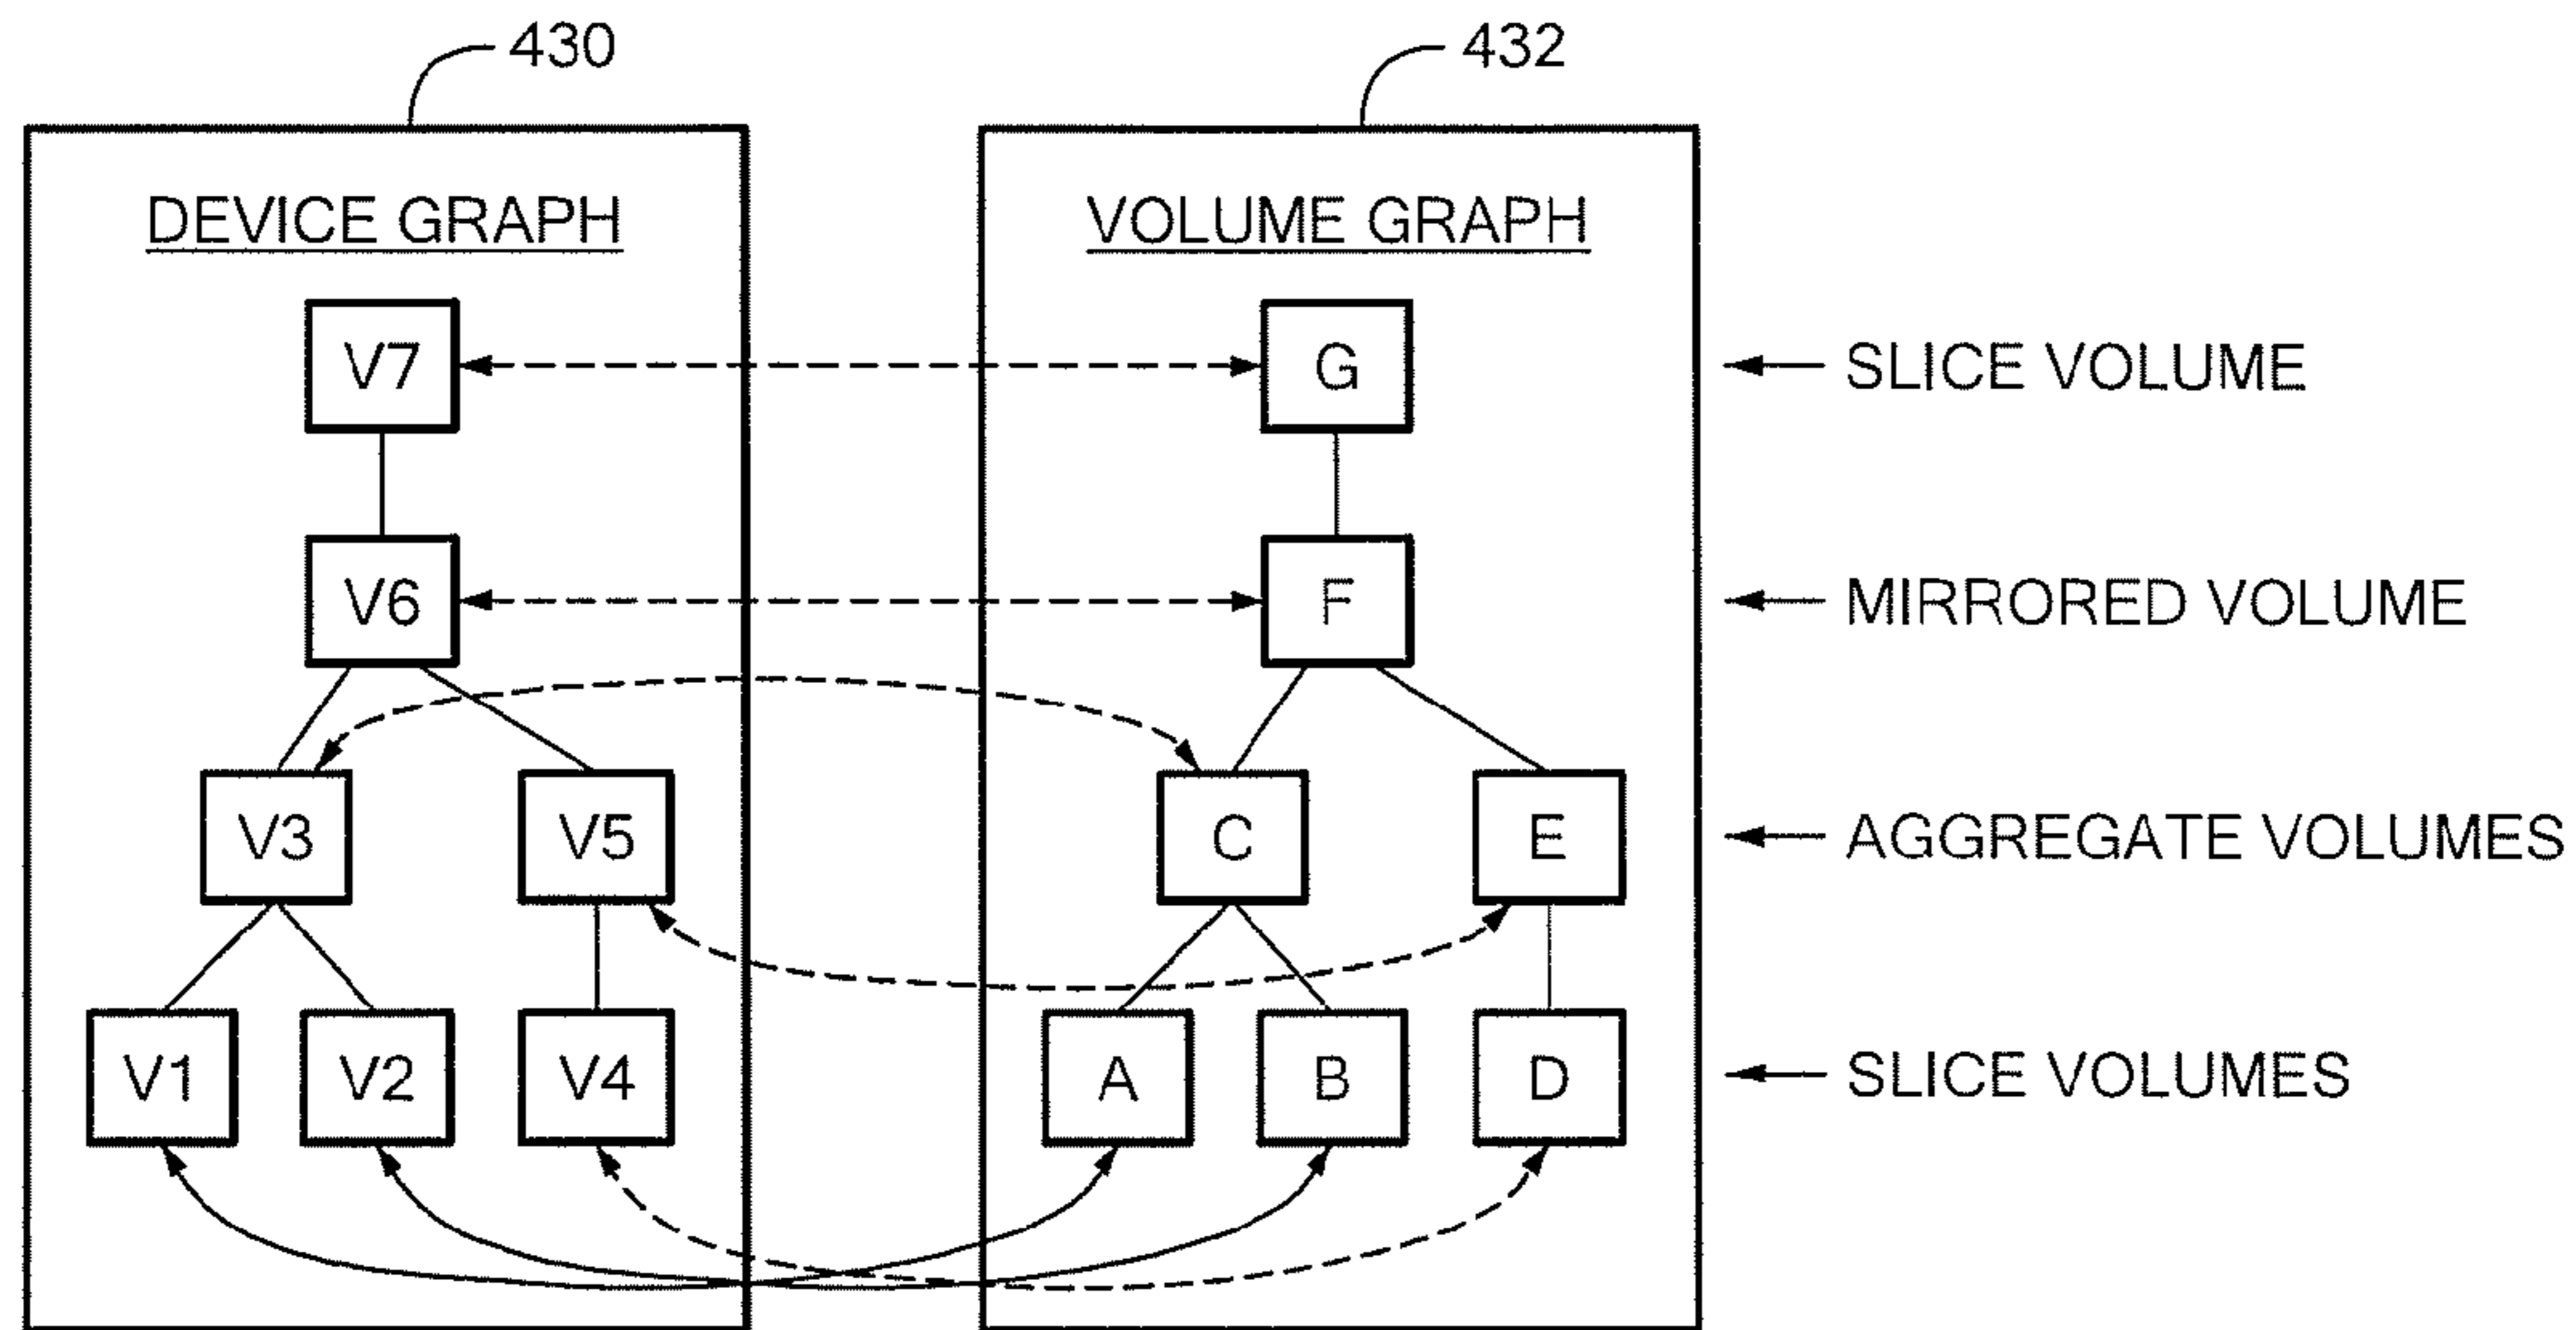 430
432
DEVICE GRAPH
VOLUME GRAPH
V7
G
SLICE VOLUME
V6
F
MIRRORED VOLUME
V3
V5
C
E
AGGREGATE VOLUMES
V1
V2
V4
A
B
D
SLICE VOLUMES